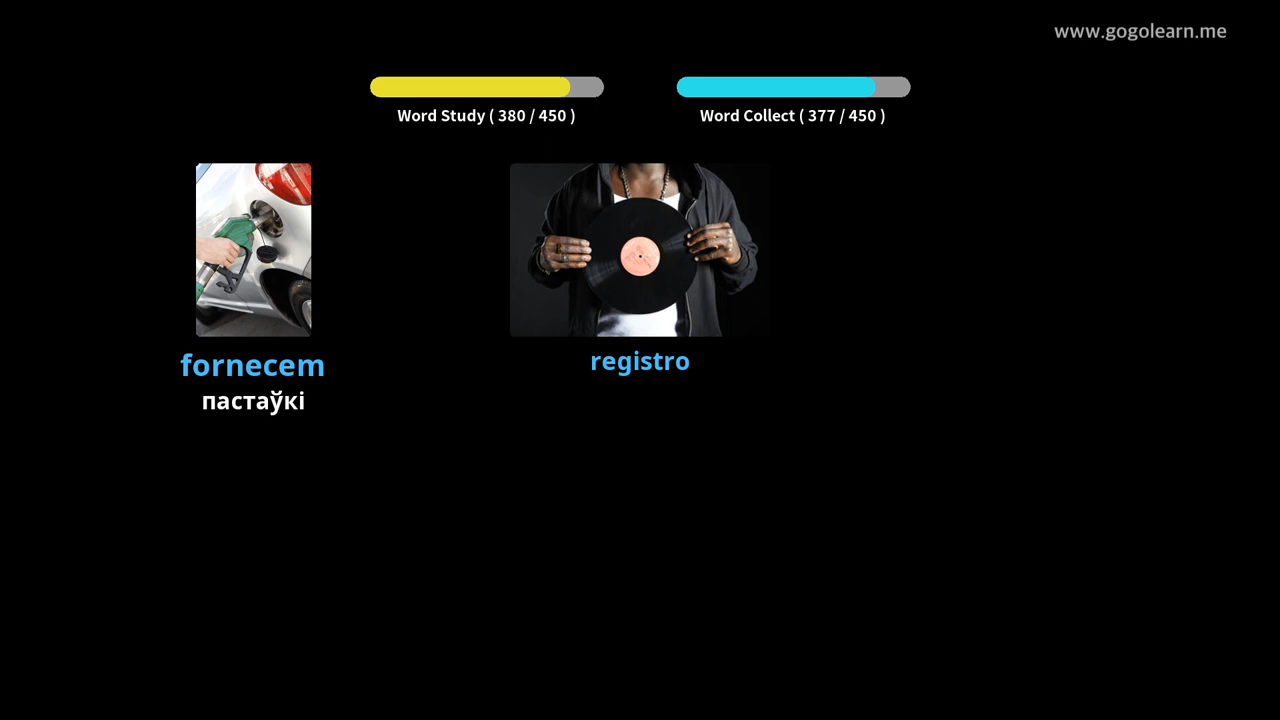 www.gogolearn.me
Word Study ( 380 / 450 )
Word Collect ( 377 / 450 )
fornecem
пастаўкі
registro